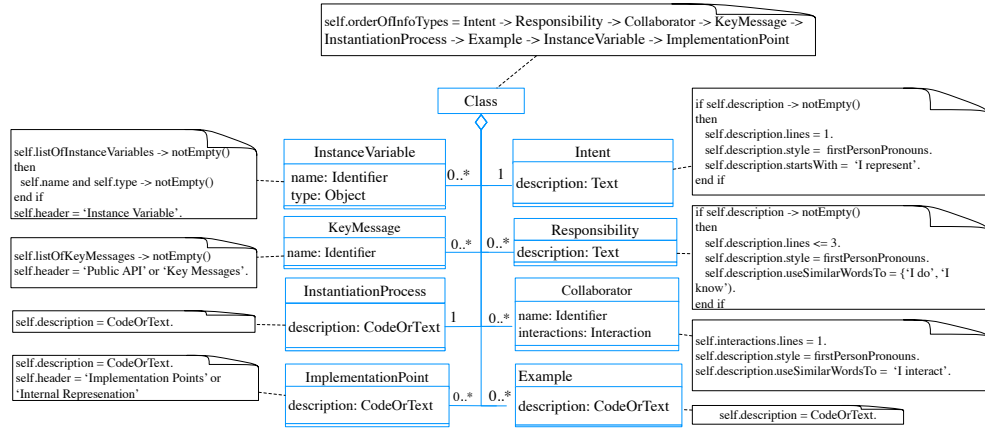 self.orderOfInfoTypes = Intent -> Responsibility -> Collaborator -> KeyMessage ->
InstantiationProcess -> Example -> InstanceVariable -> ImplementationPoint
Class
self.listOfInstanceVariables -> notEmpty()
then
self.name and self.type -> notEmpty()
end if
self.header = ‘Instance Variable’.
InstanceVariable
name: Identifier
type: Object
0..*
1
Intent
description: Text
if self.description -> notEmpty()
then
self.description.lines = 1.
self.description.style = firstPersonPronouns.
self.description.startsWith = ‘I represent’.
end if
self.listOfKeyMessages -> notEmpty()
self.header = ‘Public API’ or ‘Key Messages’.
KeyMessage
name: Identifier
0..*
0..*
Responsibility
description: Text
if self.description -> notEmpty()
then
self.description.lines <= 3.
self.description.style = firstPersonPronouns.
self.description.useSimilarWordsTo = {‘I do’, ‘I
know’).
end if
self.description = CodeOrText.
InstantiationProcess
description: CodeOrText
1
0..*
Collaborator
name: Identifier
interactions: Interaction
self.interactions.lines = 1.
self.description.style = firstPersonPronouns.
self.description.useSimilarWordsTo = ‘I interact’.
self.description = CodeOrText.
self.header = ‘Implementation Points’ or
‘Internal Represenation’
ImplementationPoint
description: CodeOrText
0..*
0..*
Example
description: CodeOrText
self.description = CodeOrText.